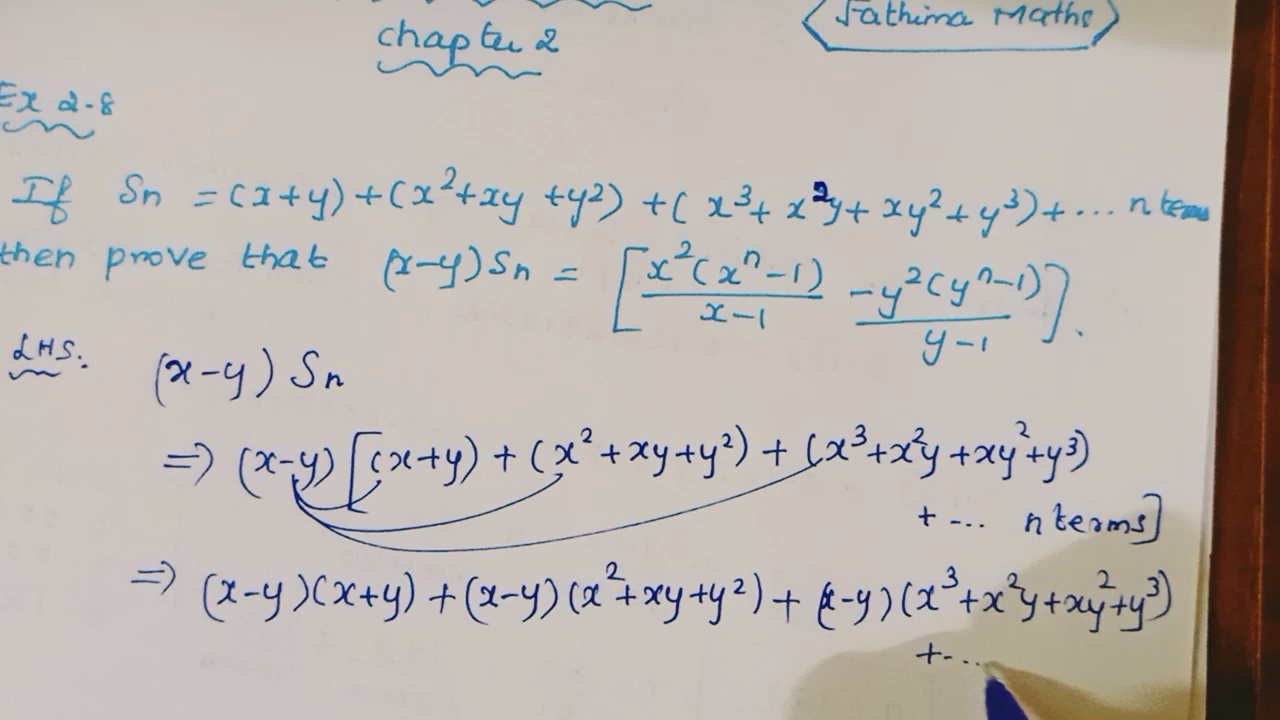 chapter 2
Fathima Maths
Ex 2-8
If Sn = (x+y) + (x²+xy+y²) + (x³+x²y+xy²+y³)+... n terms
then prove that (x-y)Sn = [x²(xⁿ-1)/x-1 - y²(yⁿ-1)/y-1].
LHS. (x-y) Sn
⇒ (x-y) [(x+y) + (x²+xy+y²) + (x³+x²y+xy²+y³)
+ ... n terms]
⇒ (x-y)(x+y) + (x-y)(x²+xy+y²) + (x-y)(x³+x²y+xy²+y³)
+...